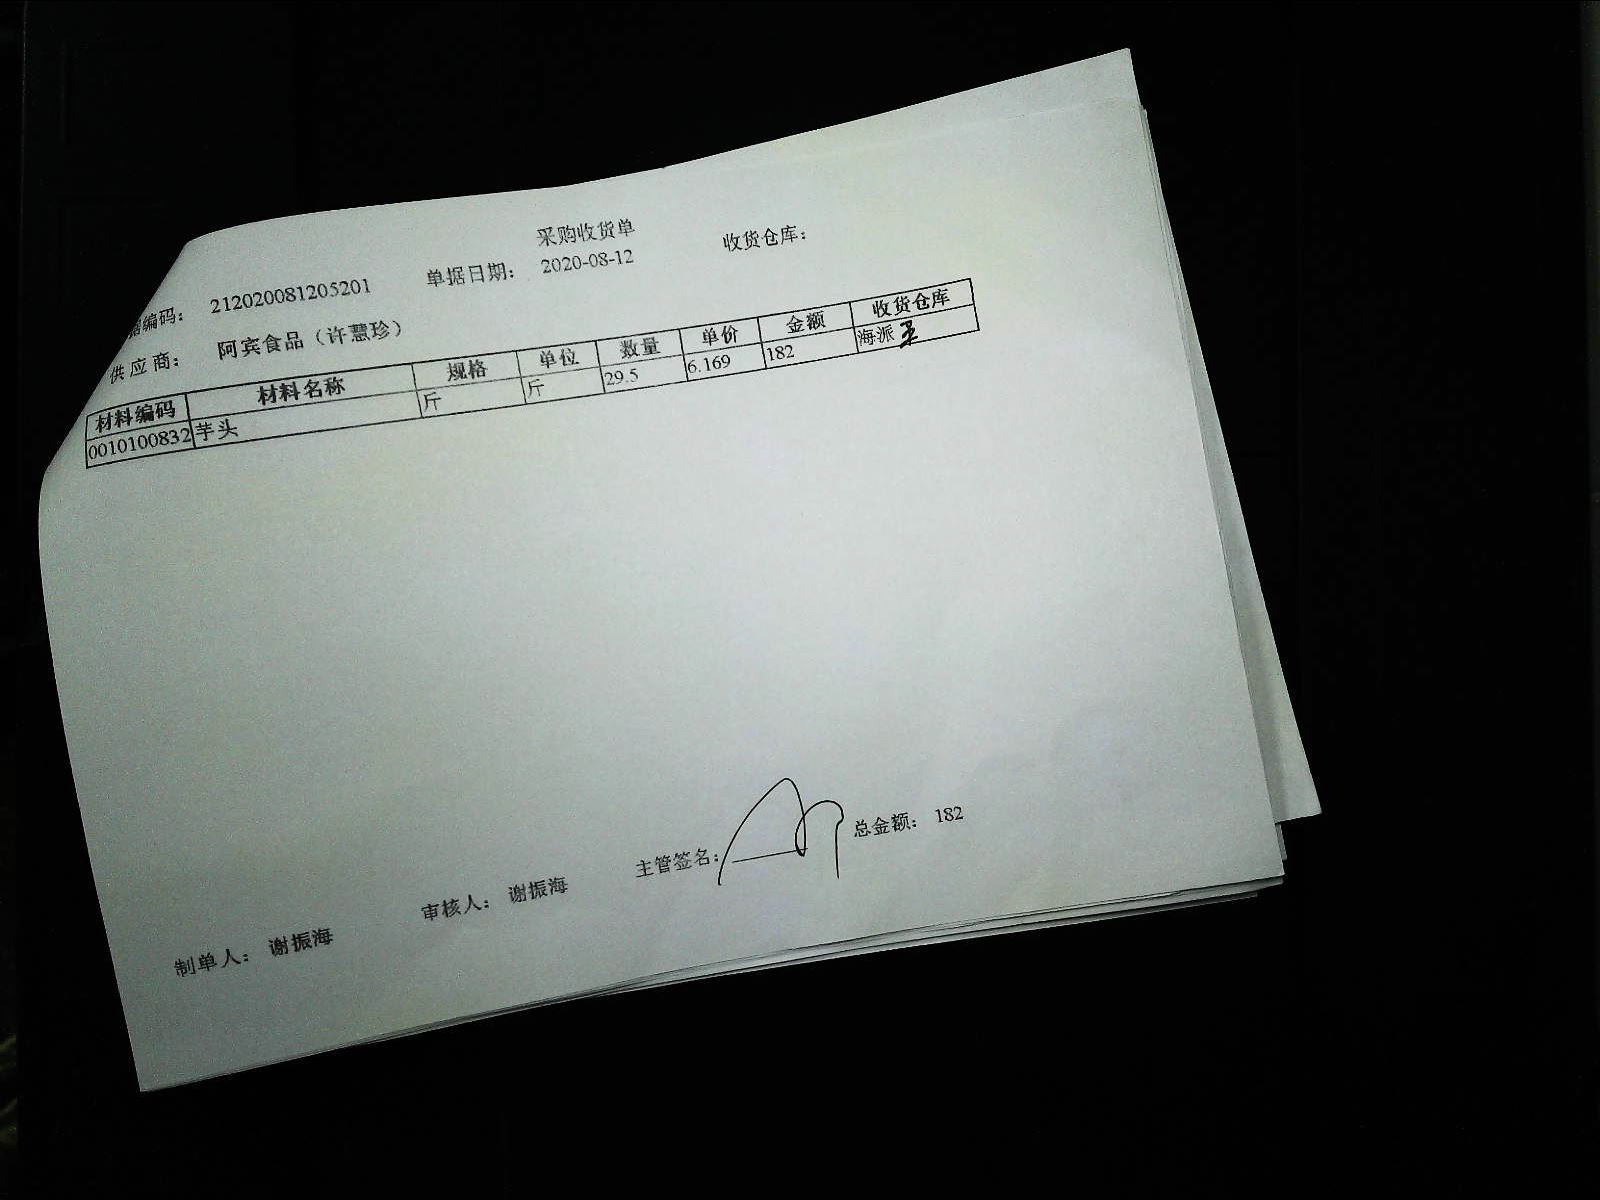 采购收货单
编码： 212020081205201 单据日期： 2020-08-12 收货仓库：
供应商： 阿宾食品（许慧珍）
材料编码 材料名称 规格 单位 数量 单价 金额 收货仓库
0010100832 芋头 斤 斤 29.5 6.169 182 海派
制单人： 谢振海 审核人： 谢振海 主管签名： 总金额： 182